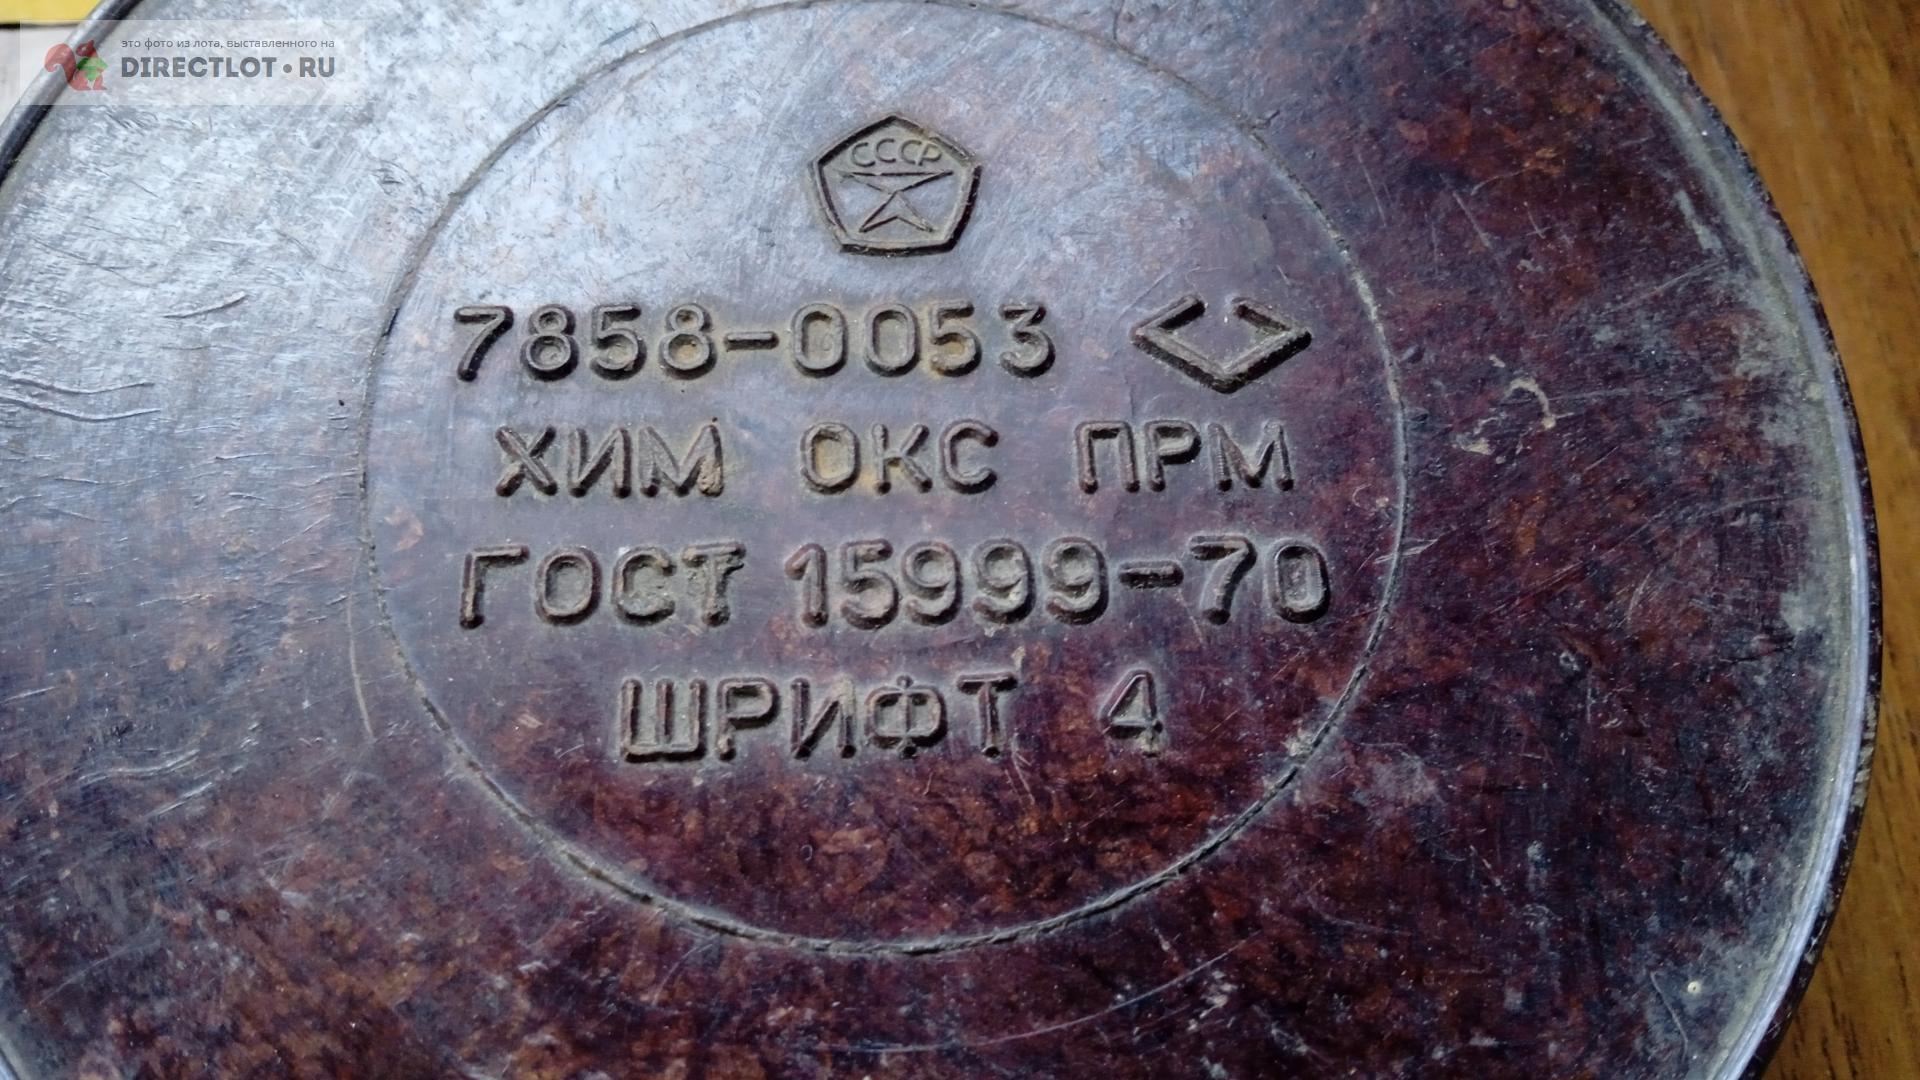 это фото из лота, выставленного на
DIRECTLOT•RU
СССР
7858-0053
ХИМ ОКС ПРМ
ГОСТ 15999-70
ШРИФТ 4